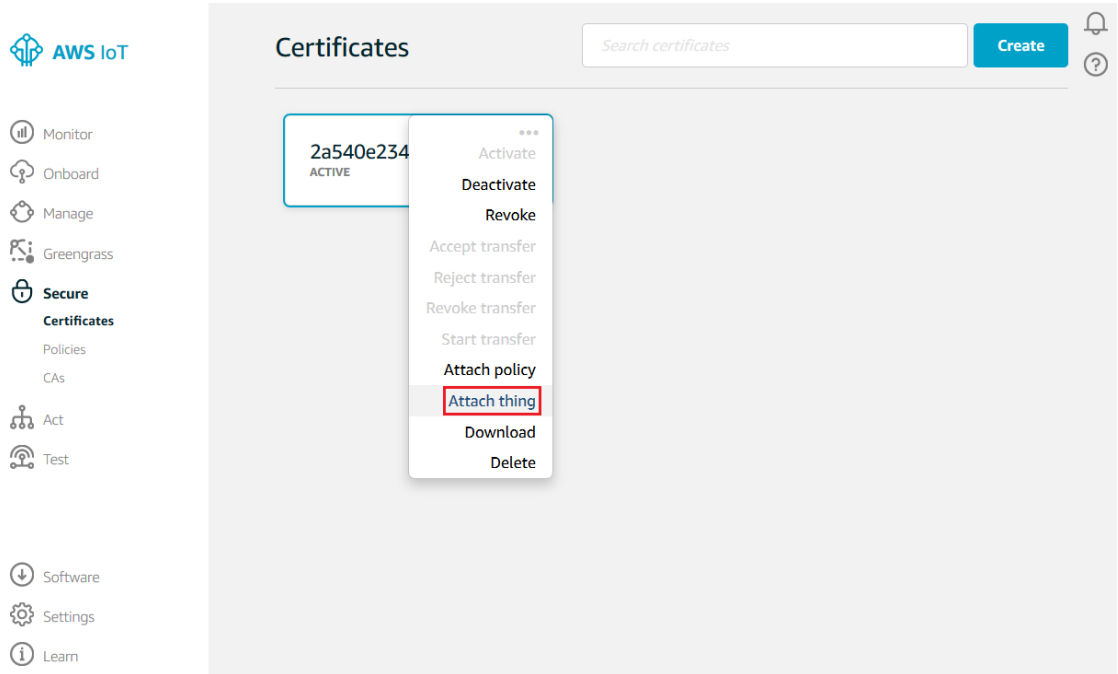 AWS IoT
Monitor
Onboard
Manage
Greengrass
Secure
Certificates
Policies
CAs
Act
Test
Software
Settings
Learn
Certificates
Search certificates
Create
2a540e234
ACTIVE
Activate
Deactivate
Revoke
Accept transfer
Reject transfer
Revoke transfer
Start transfer
Attach policy
Attach thing
Download
Delete